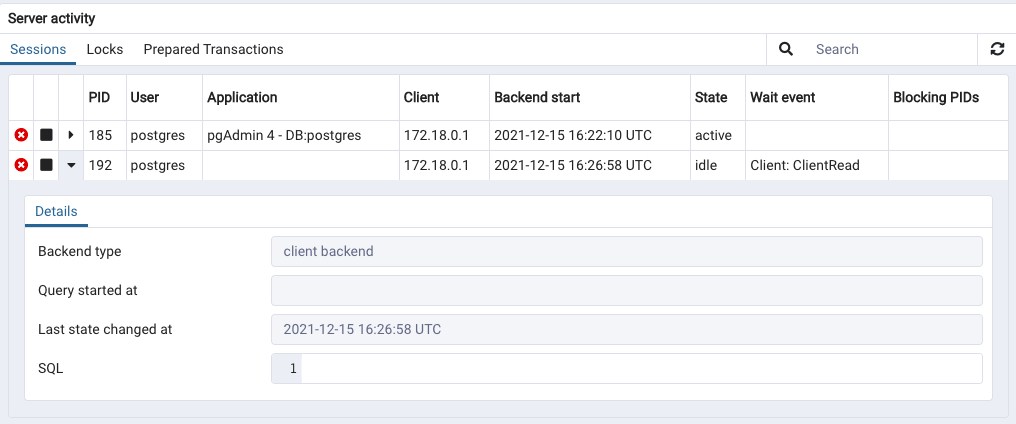 Server activity
Sessions Locks Prepared Transactions Search
PID User Application Client Backend start State Wait event Blocking PIDs
185 postgres pgAdmin 4 - DB:postgres 172.18.0.1 2021-12-15 16:22:10 UTC active
192 postgres 172.18.0.1 2021-12-15 16:26:58 UTC idle Client: ClientRead
Details
Backend type client backend
Query started at
Last state changed at 2021-12-15 16:26:58 UTC
SQL 1